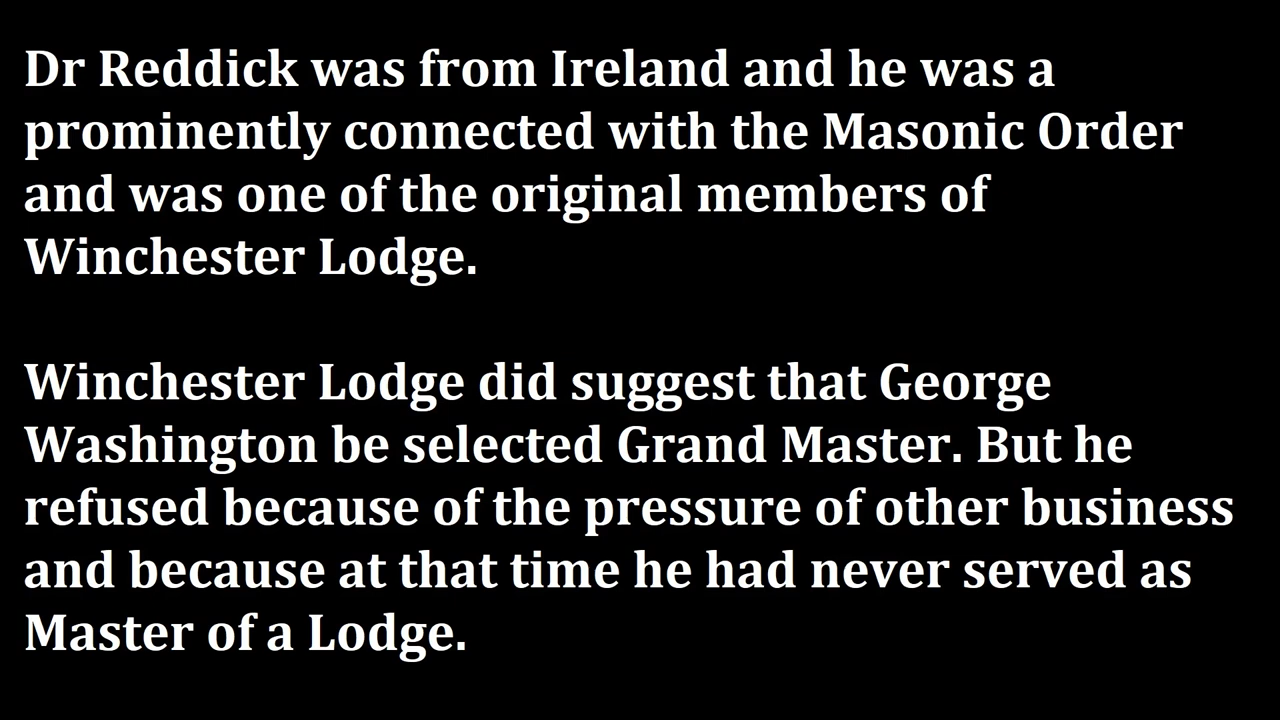 Dr Reddick was from Ireland and he was a
prominently connected with the Masonic Order
and was one of the original members of
Winchester Lodge.
Winchester Lodge did suggest that George
Washington be selected Grand Master. But he
refused because of the pressure of other business
and because at that time he had never served as
Master of a Lodge.